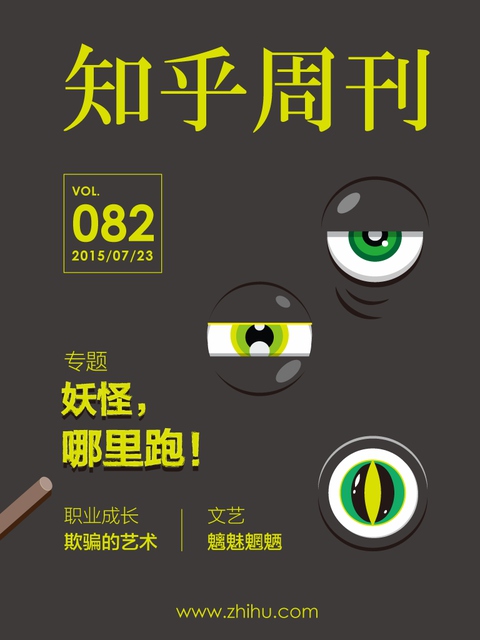 知乎周刊
VOL.
082
2015/07/23
专题
妖怪，
哪里跑！
职业成长
欺骗的艺术
文艺
魑魅魍魉
www.zhihu.com